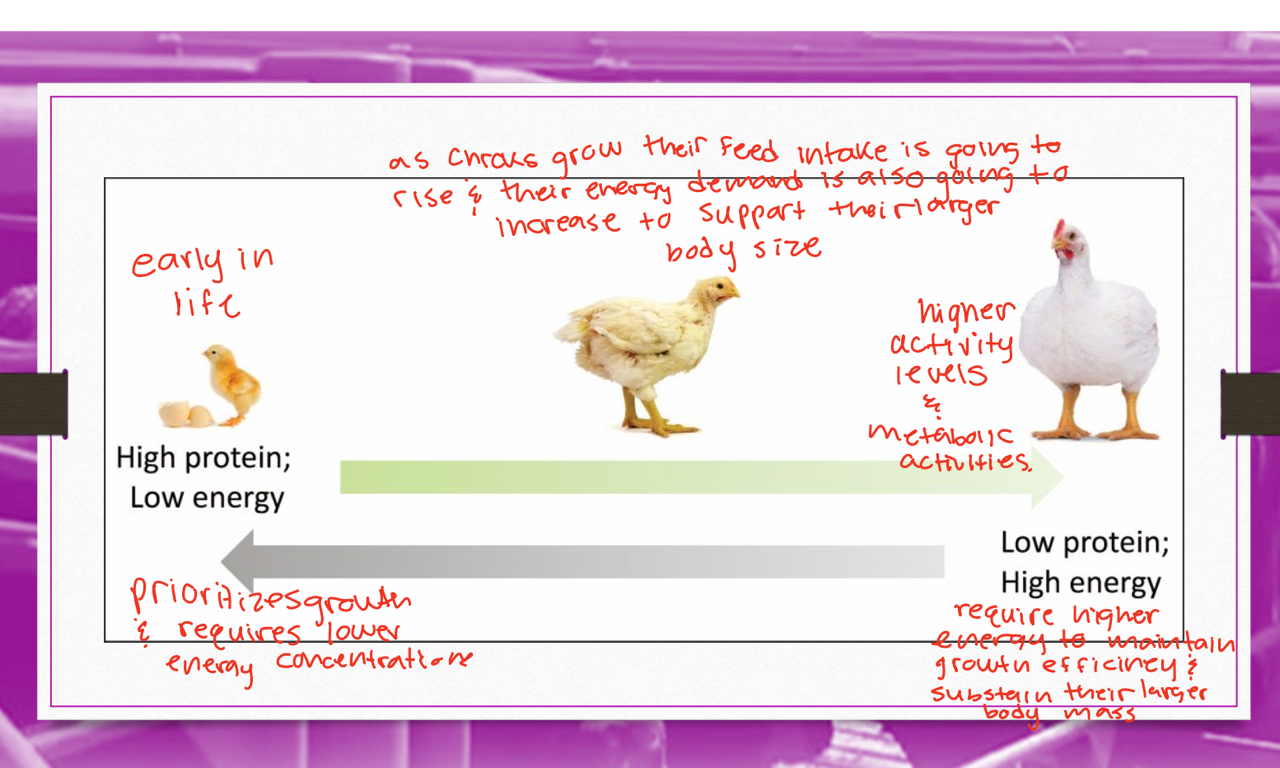 as chicks grow their feed intake is going to
rise & their energy demand is also going to
increase to support their larger
body size
early in
life
higher
activity
levels
&
metabolic
activities.
High protein;
Low energy
prioritizes growth
& requires lower
energy concentrations
Low protein;
High energy
require higher
energy to maintain
growth efficincy &
substain their larger
body mass